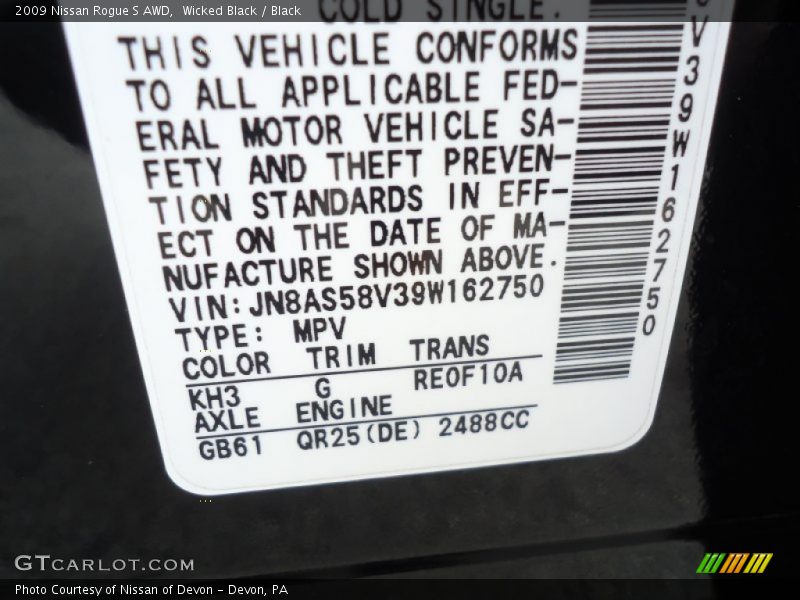 2009 Nissan Rogue S AWD, Wicked Black / Black
COLD SINGLE.
THIS VEHICLE CONFORMS
TO ALL APPLICABLE FED-
ERAL MOTOR VEHICLE SA-
FETY AND THEFT PREVEN-
TION STANDARDS IN EFF-
ECT ON THE DATE OF MA-
NUFACTURE SHOWN ABOVE.
VIN:JN8AS58V39W162750
TYPE: MPV
COLOR TRIM TRANS
KH3 G RE0F10A
AXLE ENGINE
GB61 QR25(DE) 2488CC
V39W162750
GTCARLOT.COM
Photo Courtesy of Nissan of Devon - Devon, PA